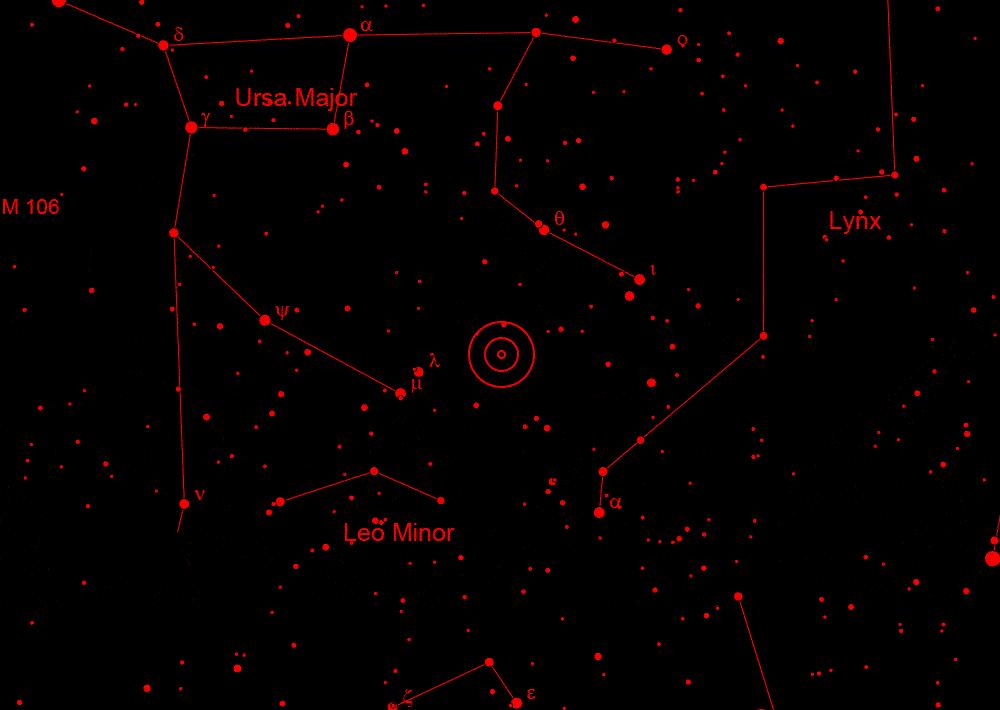 δ
α
ο
Ursa Major
γ
β
M 106
θ
Lynx
ι
ψ
λ
μ
ν
α
Leo Minor
ζ
ε